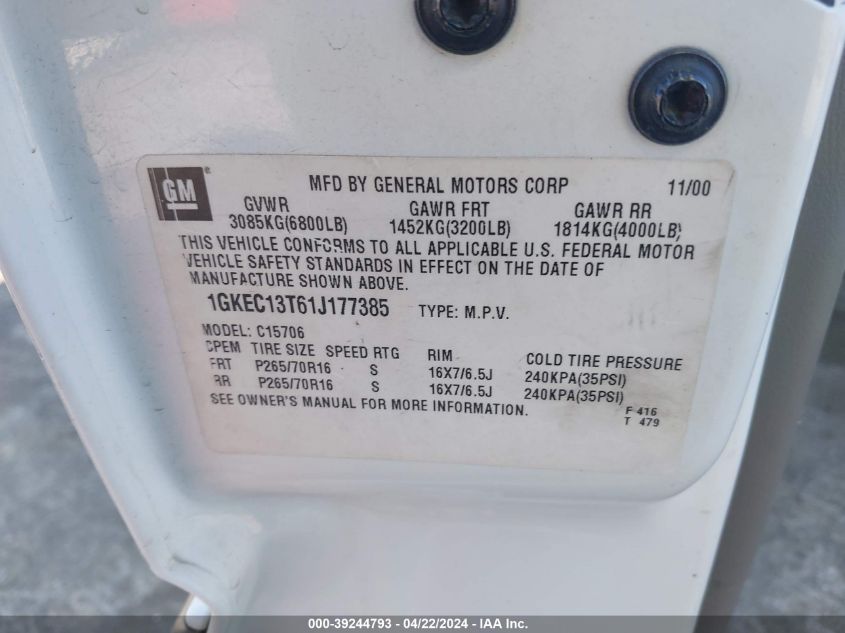 GM ®
MFD BY GENERAL MOTORS CORP 11/00
GVWR GAWR FRT GAWR RR
3085KG(6800LB) 1452KG(3200LB) 1814KG(4000LB)
THIS VEHICLE CONFORMS TO ALL APPLICABLE U.S. FEDERAL MOTOR
VEHICLE SAFETY STANDARDS IN EFFECT ON THE DATE OF
MANUFACTURE SHOWN ABOVE.
1GKEC13T61J177385 TYPE: M.P.V.
MODEL: C15706
CPEM TIRE SIZE SPEED RTG RIM COLD TIRE PRESSURE
FRT P265/70R16 S 16X7/6.5J 240KPA(35PSI)
RR P265/70R16 S 16X7/6.5J 240KPA(35PSI)
SEE OWNER'S MANUAL FOR MORE INFORMATION.
F 416
T 479
000-39244793 - 04/22/2024 - IAA Inc.